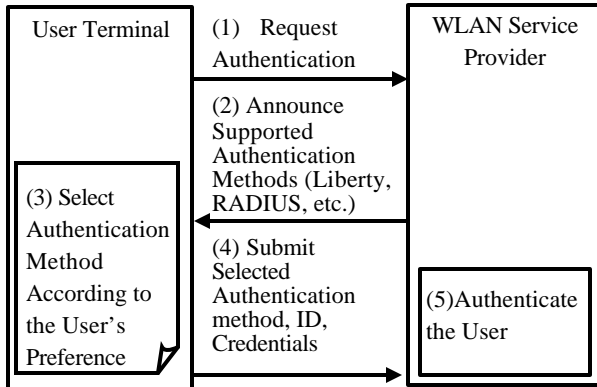 User Terminal
(1) Request
Authentication
WLAN Service
Provider
(2) Announce
Supported
Authentication
Methods (Liberty,
RADIUS, etc.)
(3) Select
Authentication
Method
According to
the User's
Preference
(4) Submit
Selected
Authentication
method, ID,
Credentials
(5)Authenticate
the User